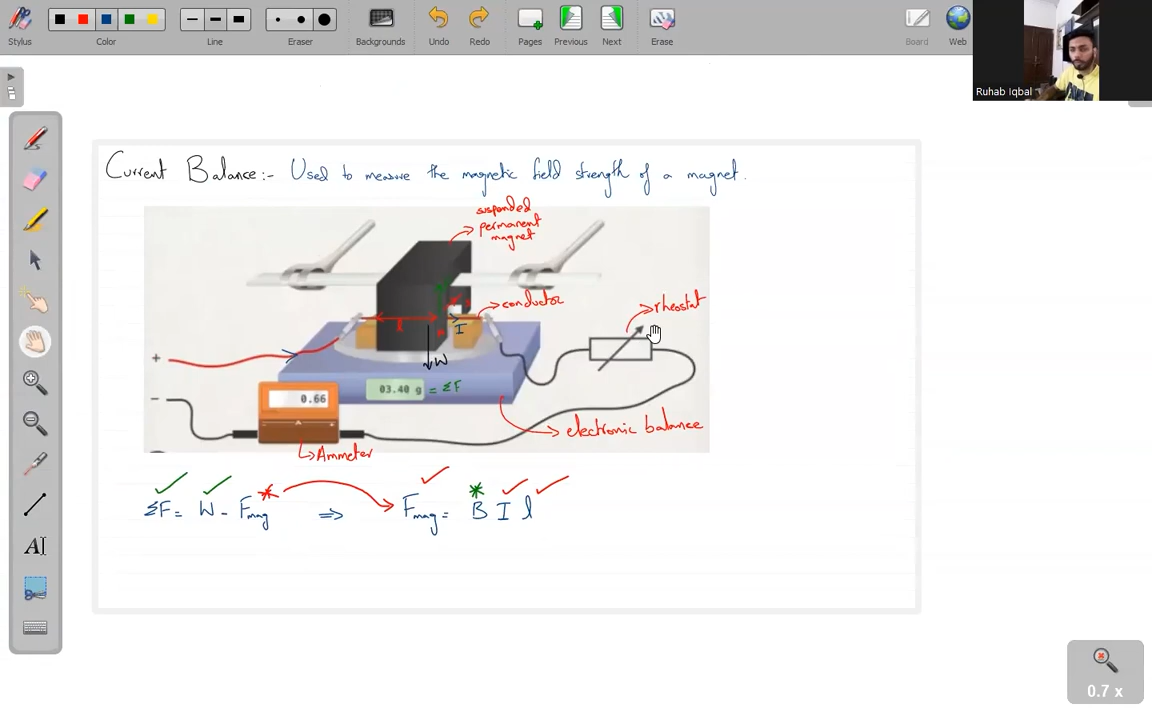 Stylus
Color
Line
Eraser
Backgrounds
Undo
Redo
Pages
Previous
Next
Erase
Board
Web
Ruhab Iqbal
Current Balance:- Used to measure the magnetic field strength of a magnet.
suspended
permanent
magnet
conductor
rheostat
l
I
W
+
-
03.40 g = ΣF
0.66
A
electronic balance
Ammeter
ΣF = W - Fmag ⇒ Fmag = B I l
AI
0.7 x